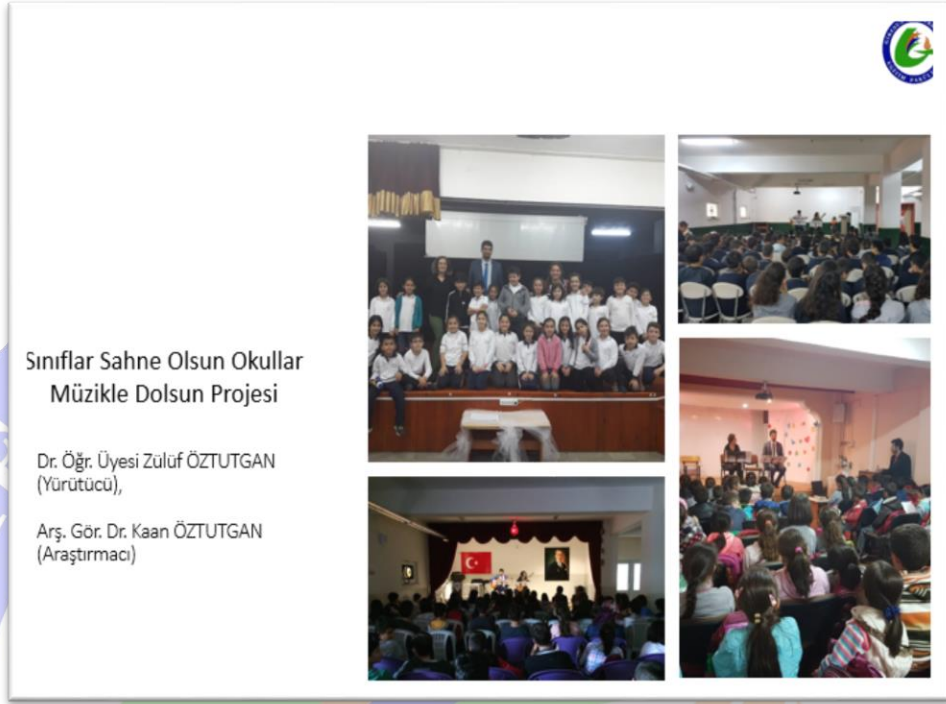 Sınıflar Sahne Olsun Okullar
Müzikle Dolsun Projesi
Dr. Öğr. Üyesi Zülüf ÖZTUTGAN
(Yürütücü),
Arş. Gör. Dr. Kaan ÖZTUTGAN
(Araştırmacı)